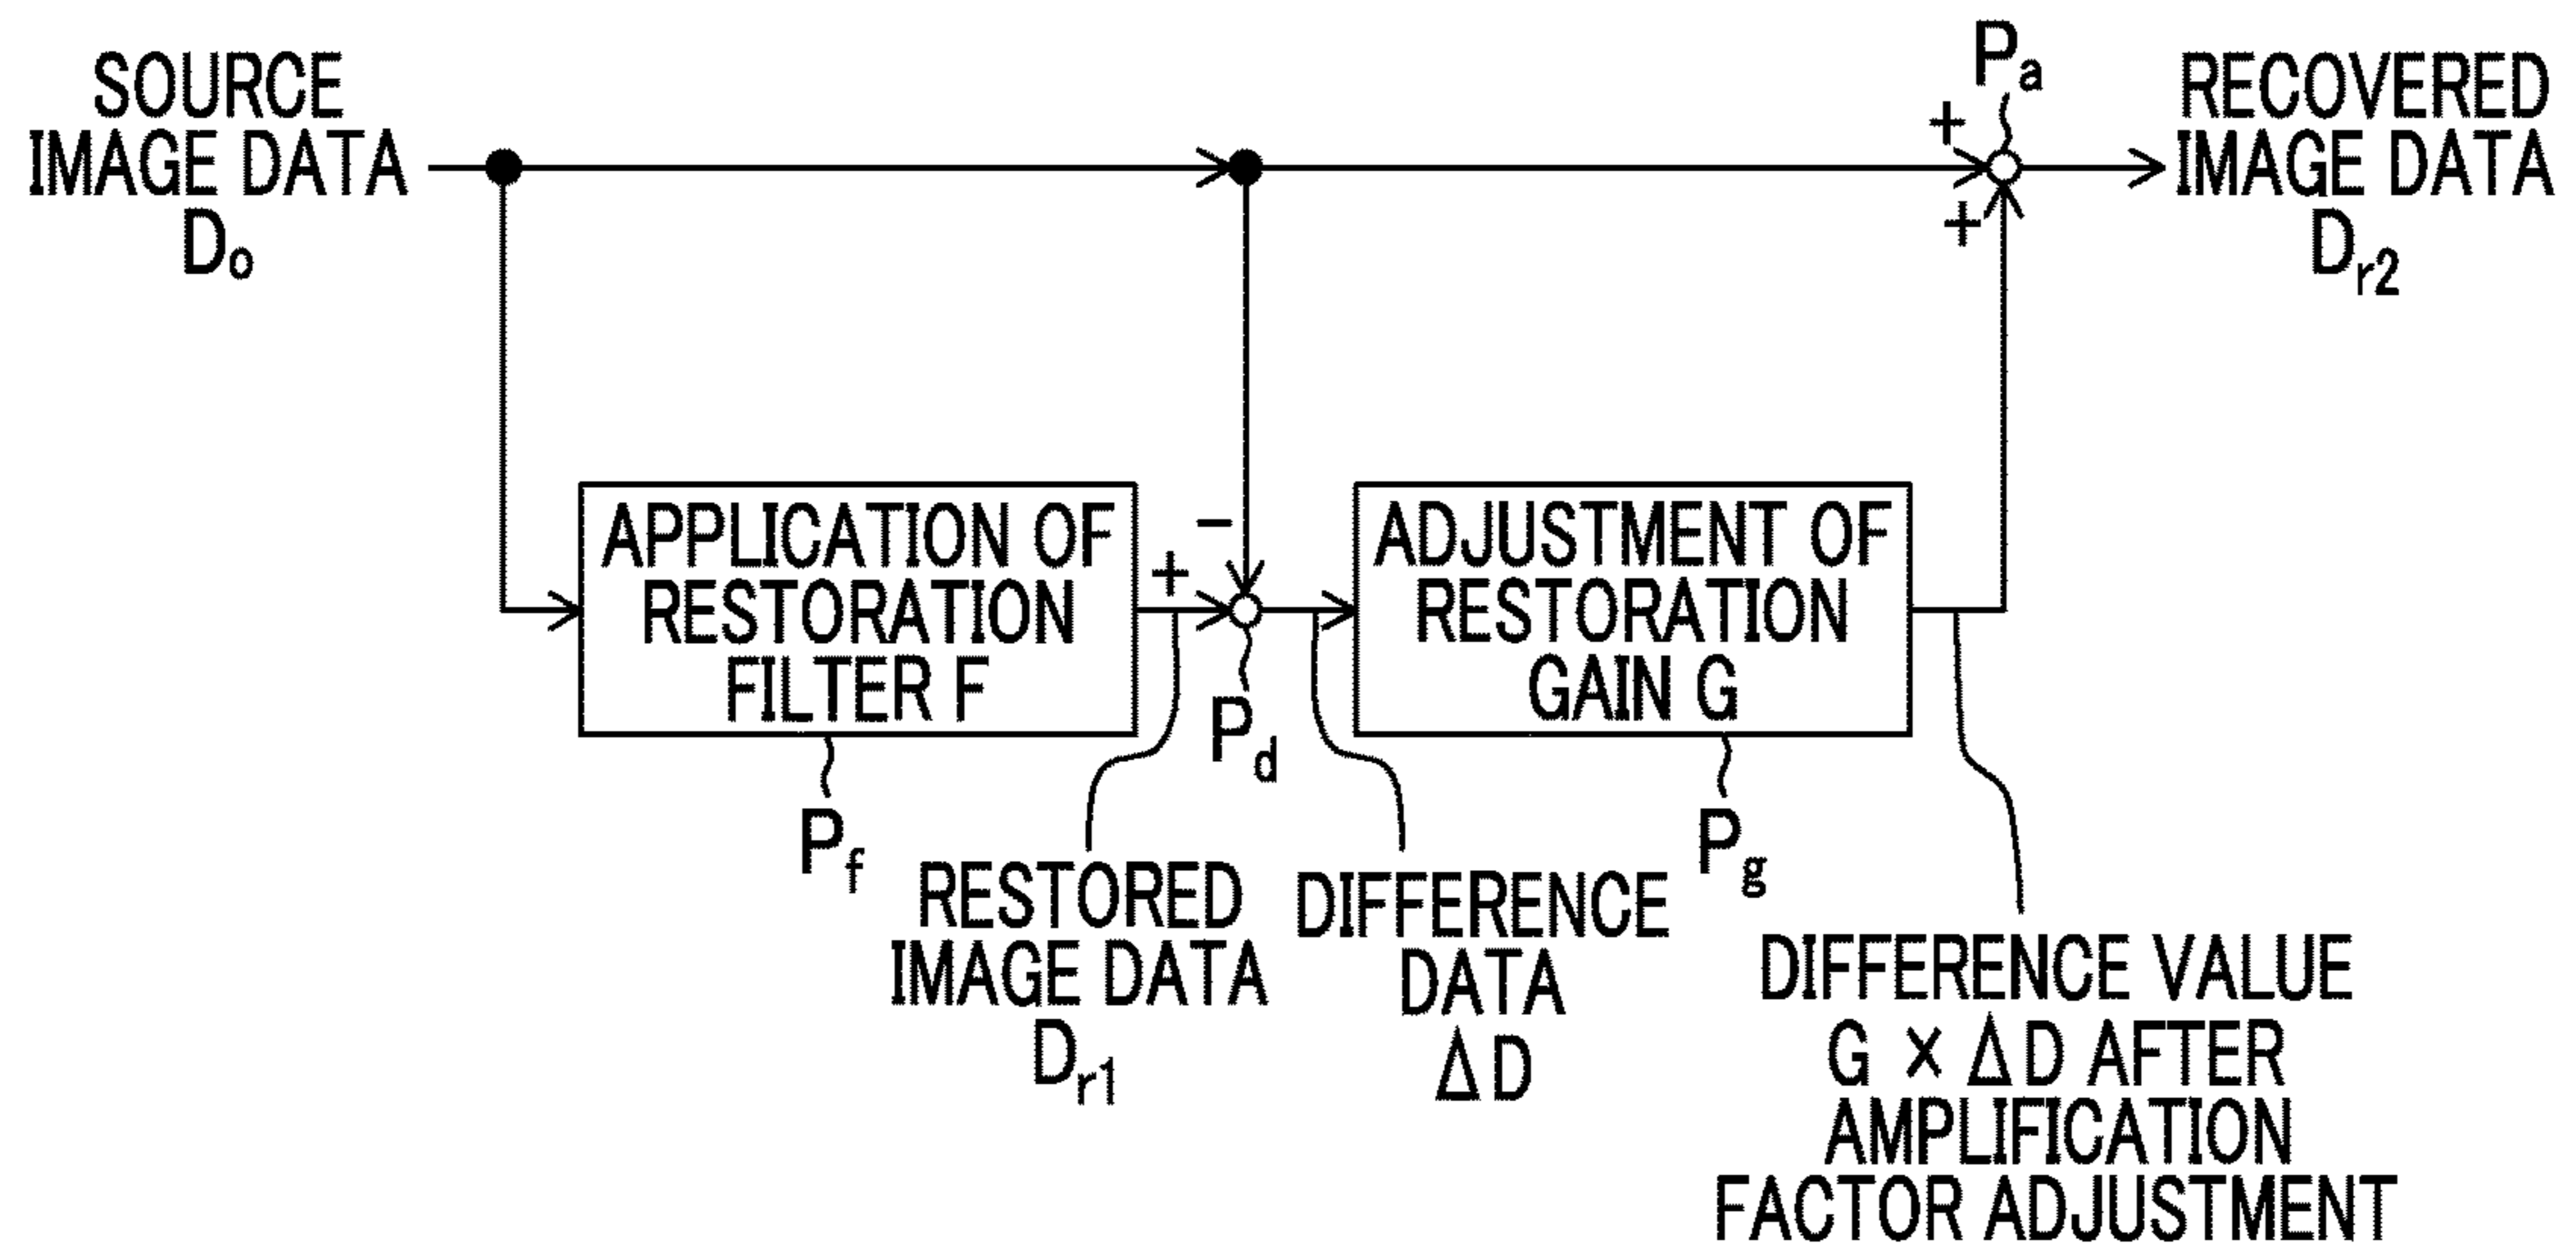 SOURCE
IMAGE DATA
Do
Pa
+
+
RECOVERED
IMAGE DATA
Dr2
APPLICATION OF
RESTORATION
FILTER F
+
−
ADJUSTMENT OF
RESTORATION
GAIN G
Pf
Pd
Pg
RESTORED
IMAGE DATA
Dr1
DIFFERENCE
DATA
ΔD
DIFFERENCE VALUE
G × ΔD AFTER
AMPLIFICATION
FACTOR ADJUSTMENT